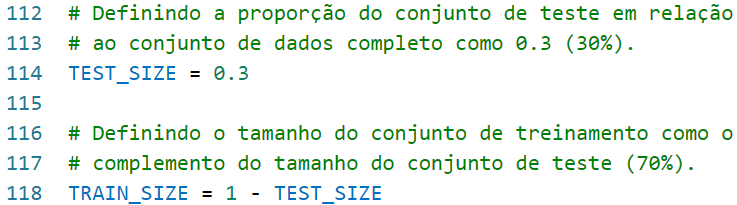 112 # Definindo a proporção do conjunto de teste em relação
113 # ao conjunto de dados completo como 0.3 (30%).
114 TEST_SIZE = 0.3
115
116 # Definindo o tamanho do conjunto de treinamento como o
117 # complemento do tamanho do conjunto de teste (70%).
118 TRAIN_SIZE = 1 - TEST_SIZE